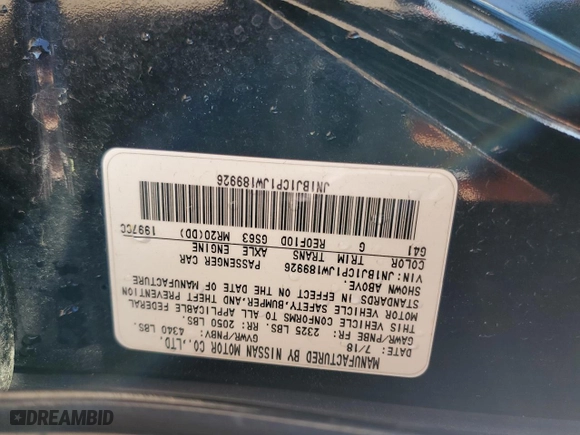 MANUFACTURED BY NISSAN MOTOR CO.,LTD.
DATE: 7/18 GVWR/PNBV: 4340 LBS.
GAWR/PNBE FR: 2325 LBS. RR: 2050 LBS.
THIS VEHICLE CONFORMS TO ALL APPLICABLE FEDERAL
MOTOR VEHICLE SAFETY,BUMPER,AND THEFT PREVENTION
STANDARDS IN EFFECT ON THE DATE OF MANUFACTURE
SHOWN ABOVE.
VIN: JN1BJ1CP1JW189926 PASSENGER CAR
COLOR TRIM TRANS AXLE ENGINE
G41 G RE0F10D GS63 MR20(DD) 1997CC
JN1BJ1CP1JW189926
DREAMBID